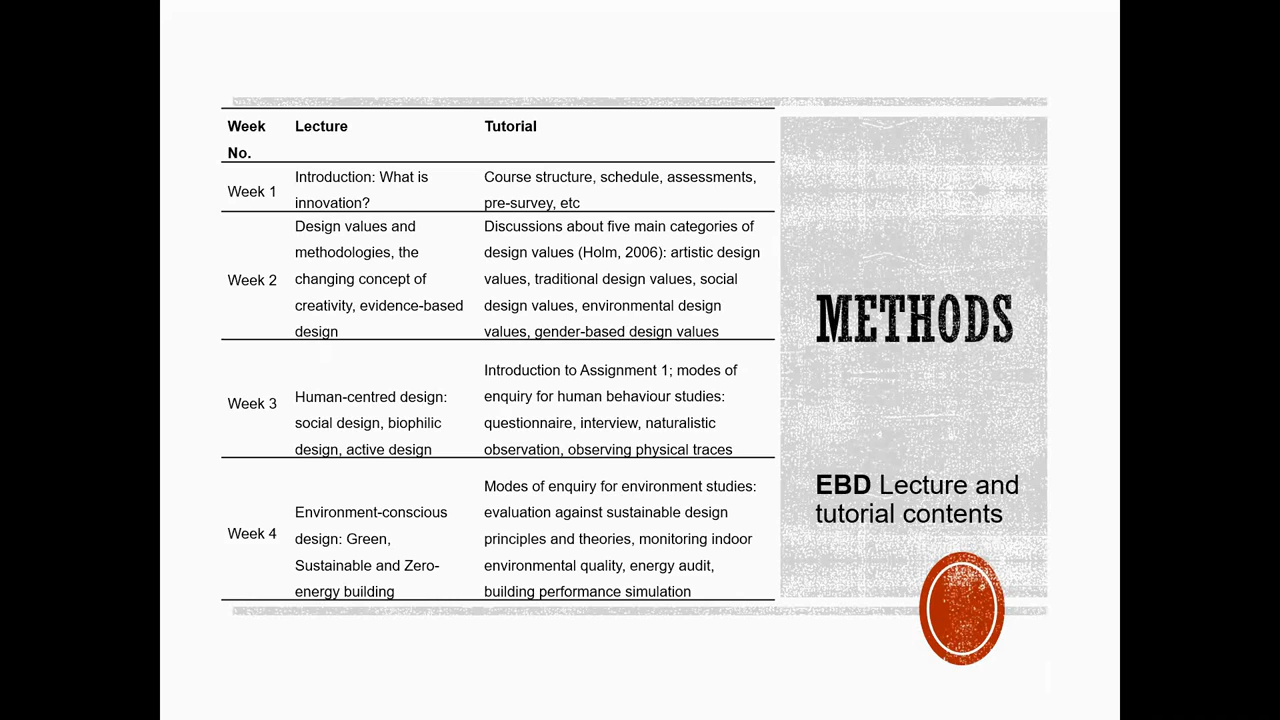 Week
No.
Lecture
Tutorial
Week 1
Introduction: What is
innovation?
Course structure, schedule, assessments,
pre-survey, etc
Week 2
Design values and
methodologies, the
changing concept of
creativity, evidence-based
design
Discussions about five main categories of
design values (Holm, 2006): artistic design
values, traditional design values, social
design values, environmental design
values, gender-based design values
Week 3
Human-centred design:
social design, biophilic
design, active design
Introduction to Assignment 1; modes of
enquiry for human behaviour studies:
questionnaire, interview, naturalistic
observation, observing physical traces
Week 4
Environment-conscious
design: Green,
Sustainable and Zero-
energy building
Modes of enquiry for environment studies:
evaluation against sustainable design
principles and theories, monitoring indoor
environmental quality, energy audit,
building performance simulation
METHODS
EBD Lecture and
tutorial contents